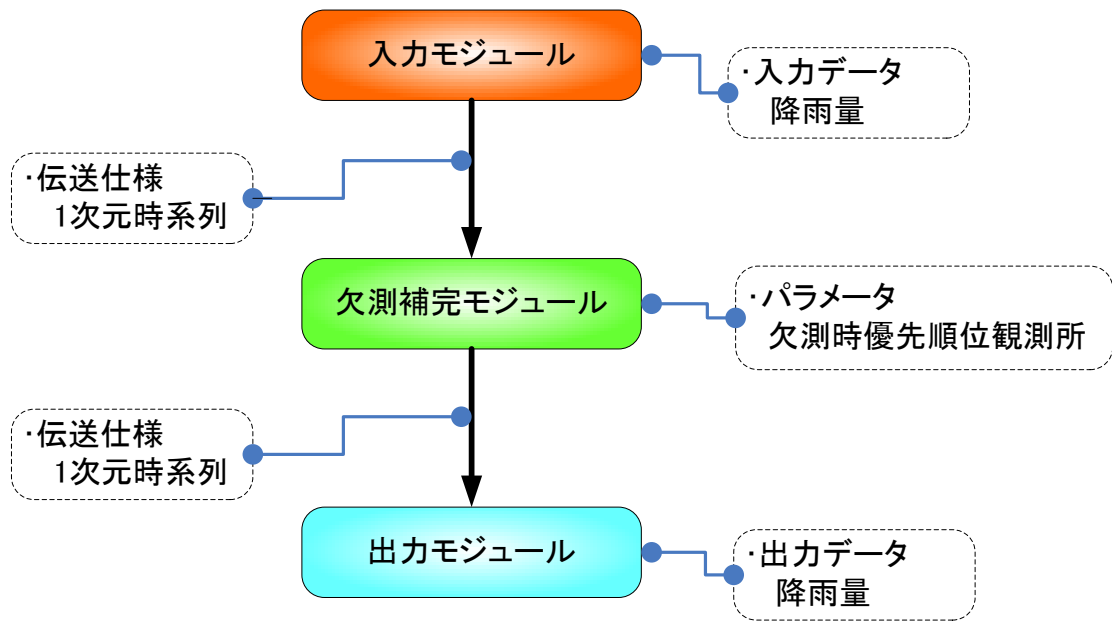 入力モジュール
・入力データ
降雨量
・伝送仕様
1次元時系列
欠測補完モジュール
・パラメータ
欠測時優先順位観測所
・伝送仕様
1次元時系列
出力モジュール
・出力データ
降雨量